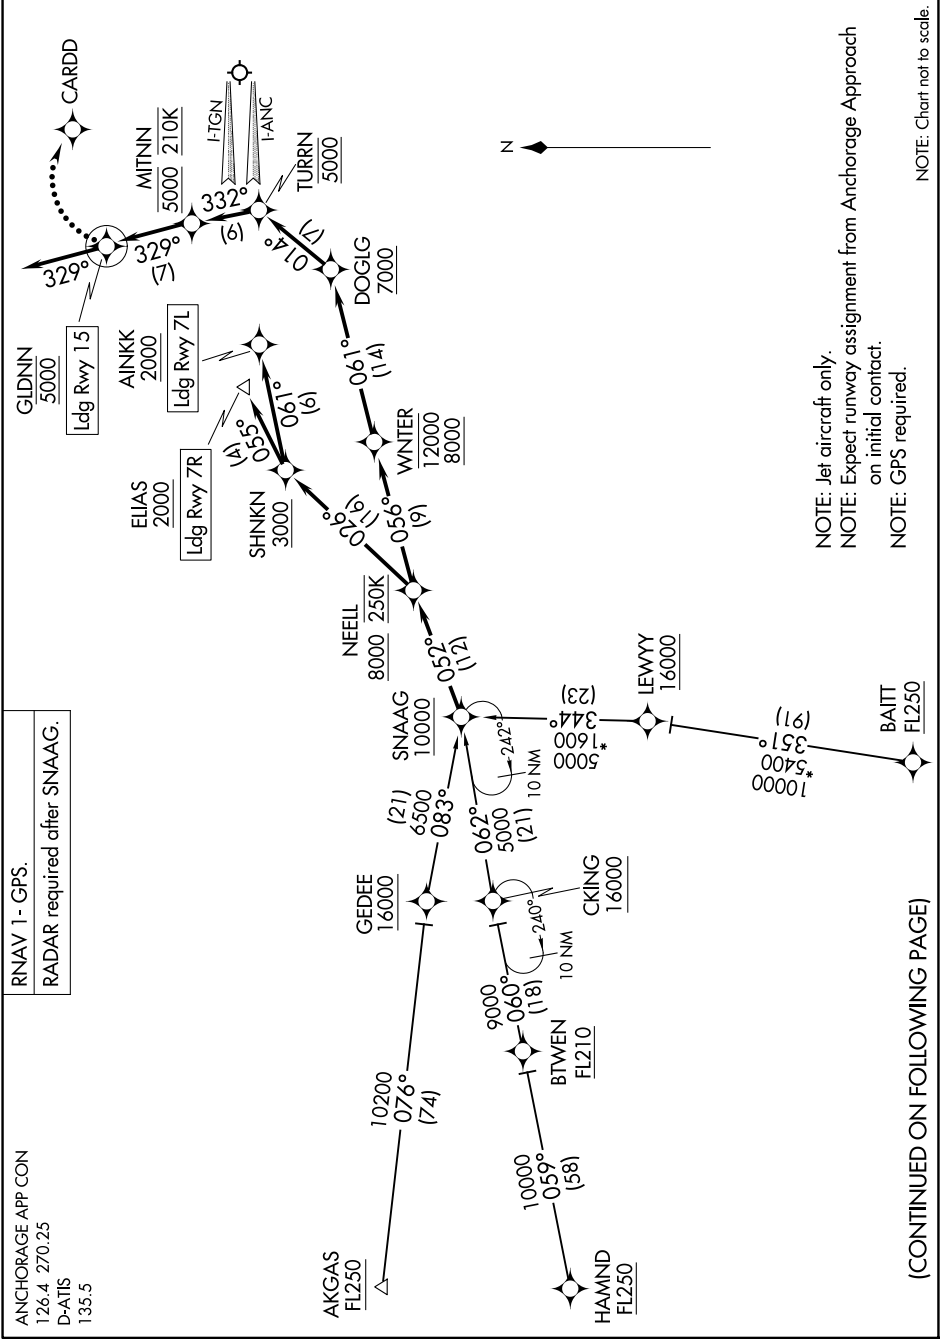 ANCHORAGE APP CON
126.4 270.25
D-ATIS
135.5
RNAV 1- GPS.
RADAR required after SNAAG.
AKGAS
FL250
10200
076°
(74)
GEDEE
16000
(21)
6500
083°
HAMND
FL250
10000
059°
(58)
BTWEN
FL210
9000
060°
(18)
240°
10 NM
CKING
16000
062°
5000
(21)
242°
10 NM
SNAAG
10000
BAITT
FL250
(91)
351°
*5400
10000
LEWYY
16000
(23)
344°
*1600
5000
052°
(12)
NEELL
8000 250K
026°
(16)
056°
(9)
SHNKN
3000
ELIAS
2000
Ldg Rwy 7R
(4)
055°
061°
(6)
AINKK
2000
Ldg Rwy 7L
WNTER
12000
8000
061°
(14)
DOGLG
7000
014°
(7)
TURRN
5000
332°
(6)
I-TGN
I-ANC
MITNN
5000 210K
329°
(7)
GLDNN
5000
Ldg Rwy 15
329°
CARDD
N
NOTE: Jet aircraft only.
NOTE: Expect runway assignment from Anchorage Approach
on initial contact.
NOTE: GPS required.
NOTE: Chart not to scale.
(CONTINUED ON FOLLOWING PAGE)